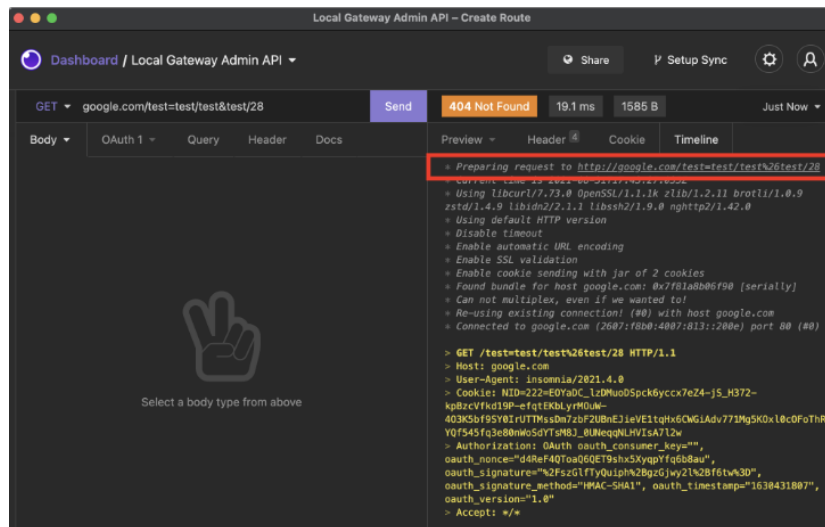 Local Gateway Admin API – Create Route
Dashboard / Local Gateway Admin API
Share
Setup Sync
GET google.com/test=test/test&test/28 Send
404 Not Found 19.1 ms 1585 B Just Now
Body OAuth 1 Query Header Docs
Preview Header 4 Cookie Timeline
* Preparing request to http://google.com/test=test/test%26test/28
* Current time is
* Using libcurl/7.73.0 OpenSSL/1.1.1k zlib/1.2.11 brotli/1.0.9
zstd/1.4.9 libidn2/2.1.1 libssh2/1.9.0 nghttp2/1.42.0
* Using default HTTP version
* Disable timeout
* Enable automatic URL encoding
* Enable SSL validation
* Enable cookie sending with jar of 2 cookies
* Found bundle for host google.com: 0x7f81a8b06f90 [serially]
* Can not multiplex, even if we wanted to!
* Re-using existing connection! (#0) with host google.com
* Connected to google.com (2607:f8b0:4007:813::200e) port 80 (#0)
> GET /test=test/test%26test/28 HTTP/1.1
> Host: google.com
> User-Agent: insomnia/2021.4.0
> Cookie: NID=222=
> Authorization: OAuth oauth_consumer_key="",
oauth_nonce="d4ReF4QToaQ6QET9shx5XyqpYfq6b8au",
oauth_signature="%2FszGlfTyQuiph%2BgzGjwy2l%2Bf6tw%3D",
oauth_signature_method="HMAC-SHA1", oauth_timestamp="1630431807",
oauth_version="1.0"
> Accept: */*
Select a body type from above